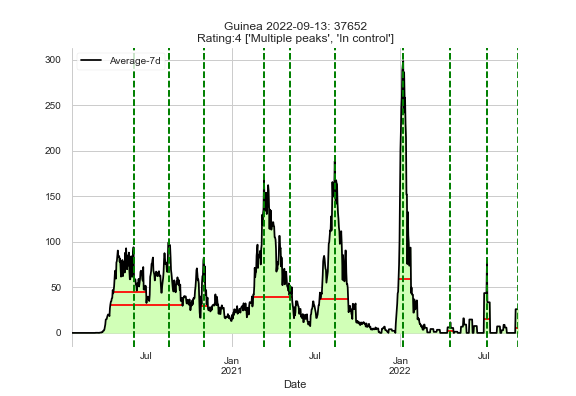 Guinea 2022-09-13: 37652
Rating:4 ['Multiple peaks', 'In control']
Average-7d
300
250
200
150
100
50
0
Jul
Jan
2021
Jul
Jan
2022
Jul
Date